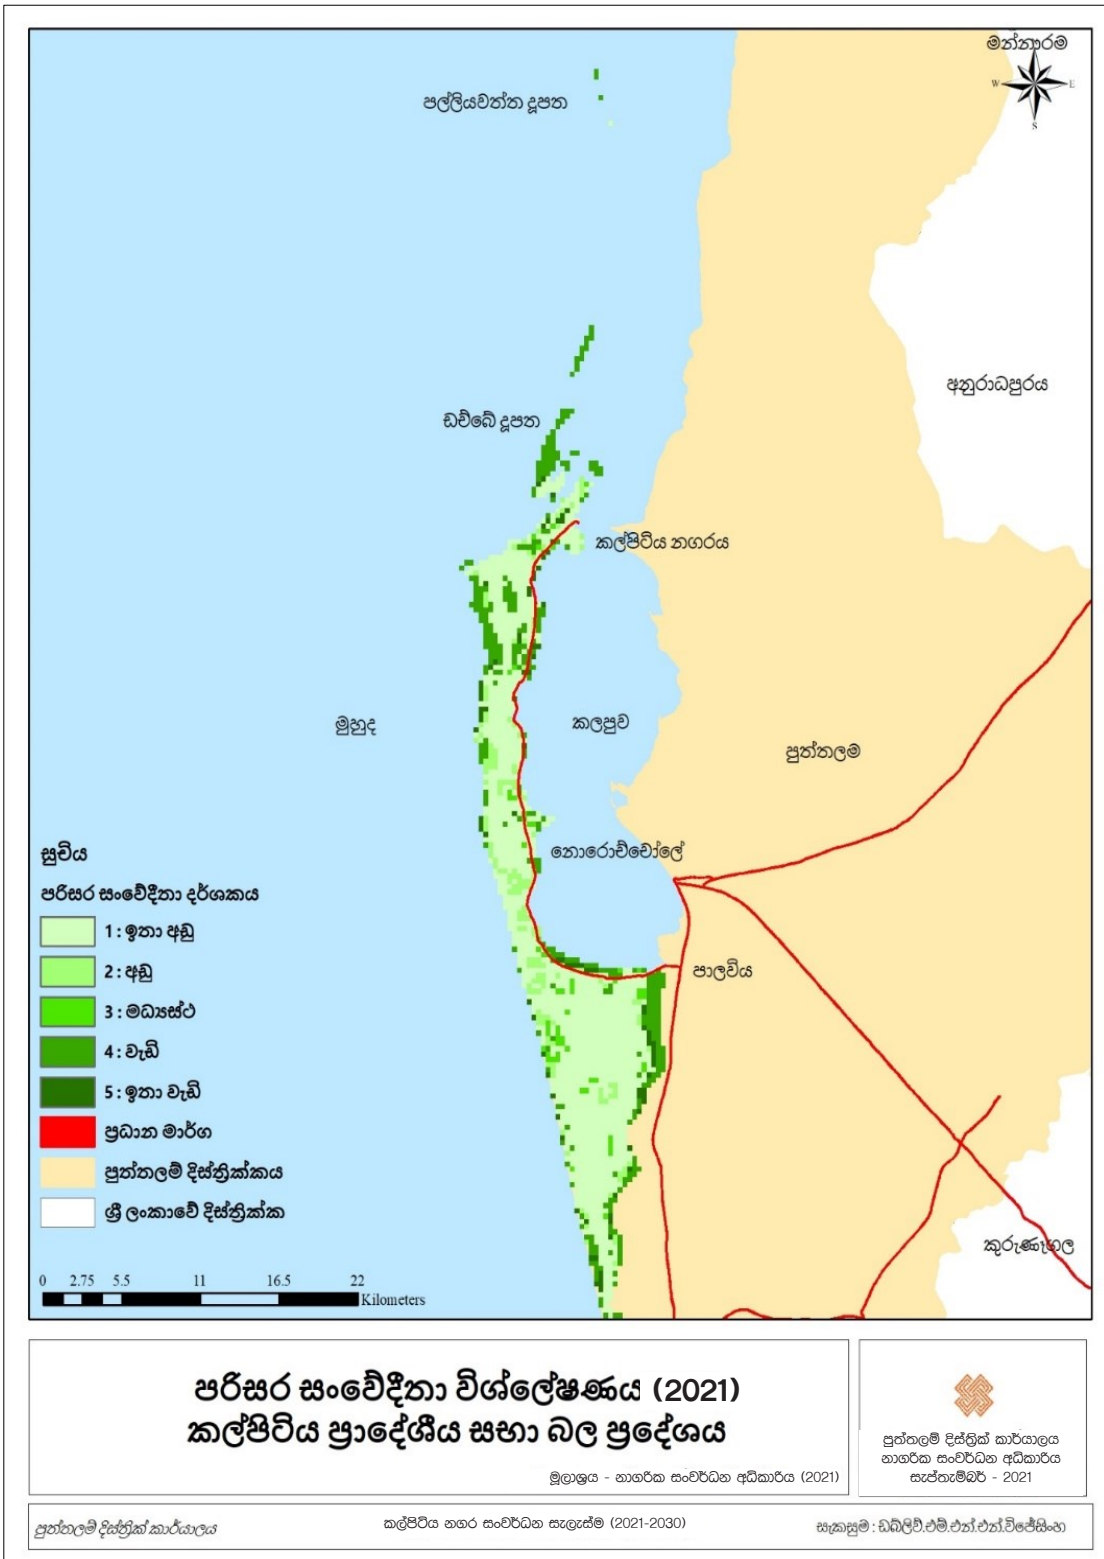 මන්නාරම
W E
S
පල්ලියවත්ත දූපත
අනුරාධපුරය
ඩච්බේ දූපත
කල්පිටිය නගරය
මුහුද
කලපුව
පුත්තලම
නොරොච්චෝලේ
පාලවිය
කුරුණෑගල
සූචිය
පරිසර සංවේදීතා දර්ශකය
1 : ඉතා අඩු
2 : අඩු
3 : මධ්‍යස්ථ
4 : වැඩි
5 : ඉතා වැඩි
ප්‍රධාන මාර්ග
පුත්තලම් දිස්ත්‍රික්කය
ශ්‍රී ලංකාවේ දිස්ත්‍රික්ක
0 2.75 5.5 11 16.5 22
Kilometers
පරිසර සංවේදීතා විශ්ලේෂණය (2021)
කල්පිටිය ප්‍රාදේශීය සභා බල ප්‍රදේශය
මූලාශ්‍රය - නාගරික සංවර්ධන අධිකාරිය (2021)
පුත්තලම් දිස්ත්‍රික් කාර්යාලය
නාගරික සංවර්ධන අධිකාරිය
සැප්තැම්බර් - 2021
පුත්තලම් දිස්ත්‍රික් කාර්යාලය
කල්පිටිය නගර සංවර්ධන සැලැස්ම (2021-2030)
සැකසුම : ඩබ්ලිව්.එම්.එන්.එන්.විජේසිංහ